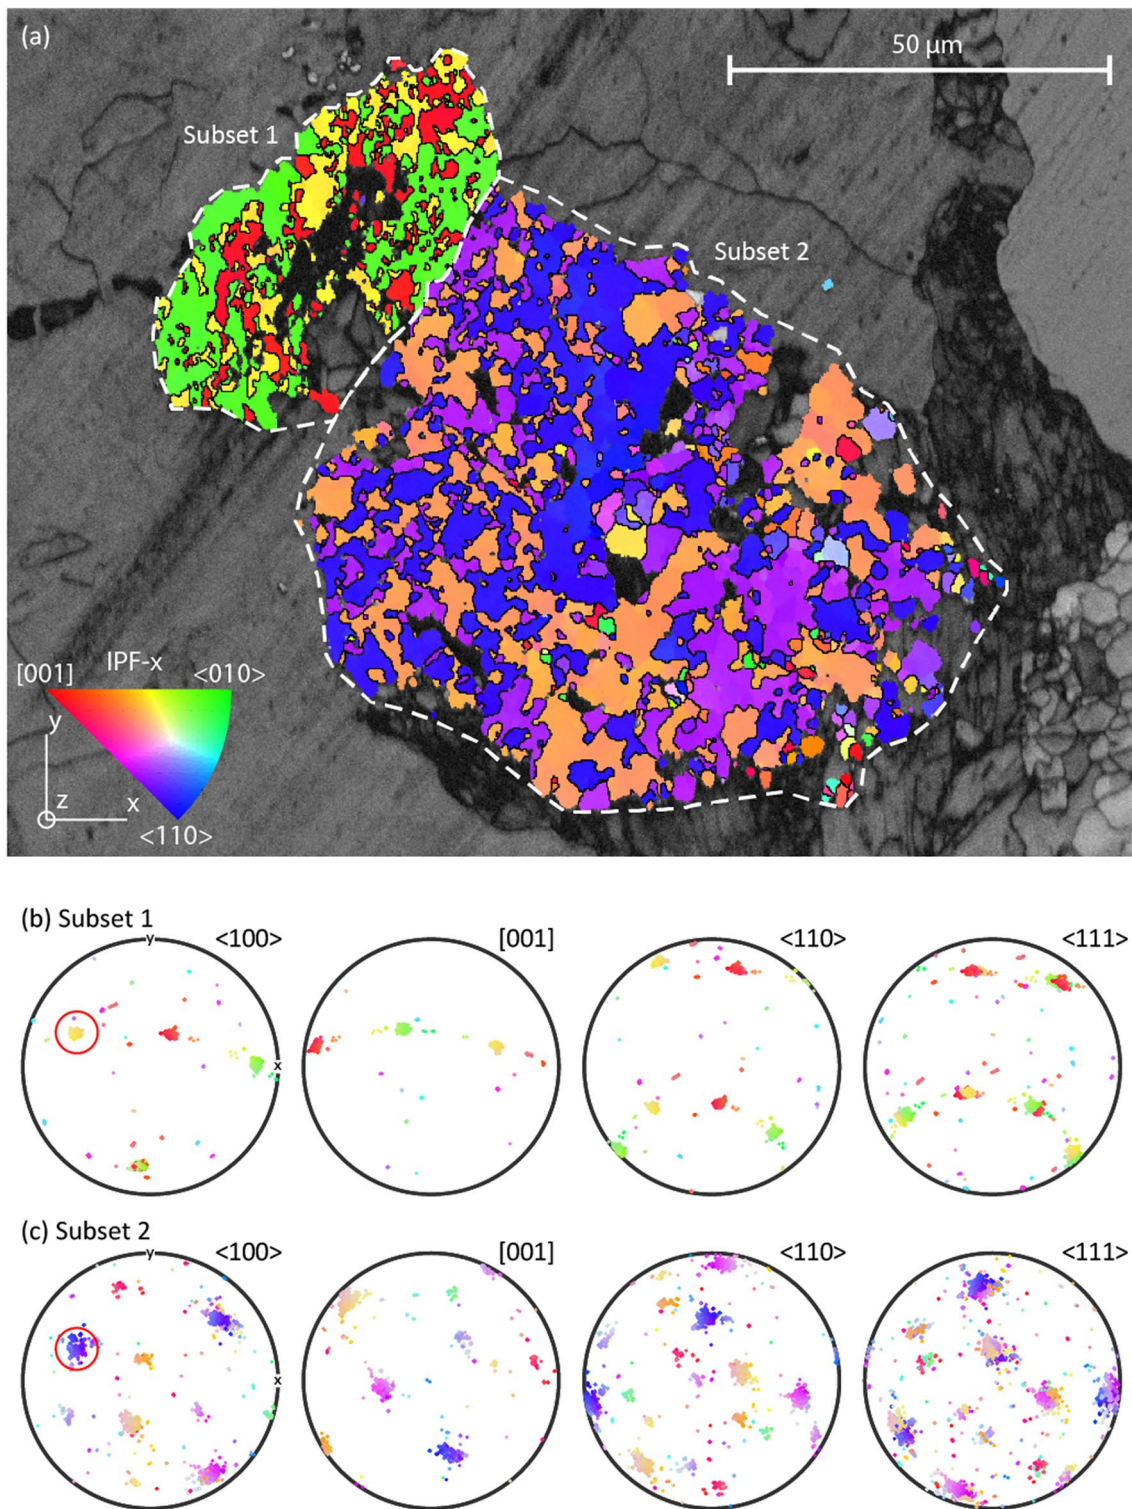 (a)
50 µm
Subset 1
Subset 2
IPF-x
[001] <010>
y
z x
<110>
(b) Subset 1
<100> [001] <110> <111>
y
x
(c) Subset 2
<100> [001] <110> <111>
y
x